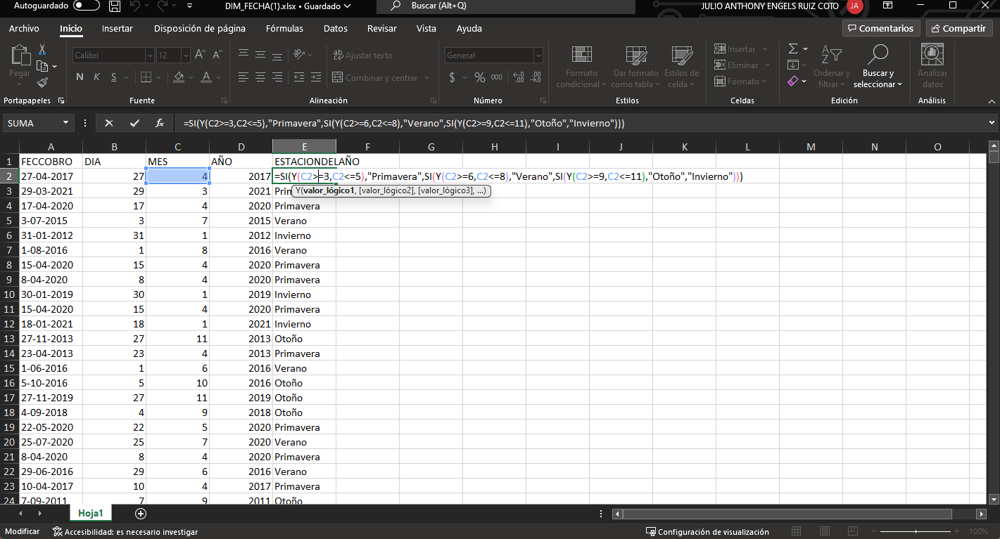 Autoguardado DIM_FECHA(1).xlsx • Guardado Buscar (Alt+Q) JULIO ANTHONY ENGELS RUIZ COTO JA
Archivo Inicio Insertar Disposición de página Fórmulas Datos Revisar Vista Ayuda Comentarios Compartir
Pegar Calibri 12 Ajustar texto General Insertar
N K S Combinar y centrar $ % 000 Formato condicional Dar formato como tabla Estilos de celda Eliminar Formato Ordenar y filtrar Buscar y seleccionar Analizar datos
Portapapeles Fuente Alineación Número Estilos Celdas Edición Análisis
SUMA fx =SI(Y(C2>=3,C2<=5),"Primavera",SI(Y(C2>=6,C2<=8),"Verano",SI(Y(C2>=9,C2<=11),"Otoño","Invierno")))
A B C D E F G H I J K L M N O
1 FECCOBRO DIA MES AÑO ESTACIONDELAÑO
2 27-04-2017 27 4 2017 =SI(Y(C2>=3,C2<=5),"Primavera",SI(Y(C2>=6,C2<=8),"Verano",SI(Y(C2>=9,C2<=11),"Otoño","Invierno")))
3 29-03-2021 29 3 2021 Prim Y(valor_lógico1, [valor_lógico2], [valor_lógico3], ...)
4 17-04-2020 17 4 2020 Primavera
5 3-07-2015 3 7 2015 Verano
6 31-01-2012 31 1 2012 Invierno
7 1-08-2016 1 8 2016 Verano
8 15-04-2020 15 4 2020 Primavera
9 8-04-2020 8 4 2020 Primavera
10 30-01-2019 30 1 2019 Invierno
11 15-04-2020 15 4 2020 Primavera
12 18-01-2021 18 1 2021 Invierno
13 27-11-2013 27 11 2013 Otoño
14 23-04-2013 23 4 2013 Primavera
15 1-06-2016 1 6 2016 Verano
16 5-10-2016 5 10 2016 Otoño
17 27-11-2019 27 11 2019 Otoño
18 4-09-2018 4 9 2018 Otoño
19 22-05-2020 22 5 2020 Primavera
20 25-07-2020 25 7 2020 Verano
21 8-04-2020 8 4 2020 Primavera
22 29-06-2016 29 6 2016 Verano
23 10-04-2017 10 4 2017 Primavera
24 7-09-2011 7 9 2011 Otoño
Hoja1
Modificar Accesibilidad: es necesario investigar Configuración de visualización 100%